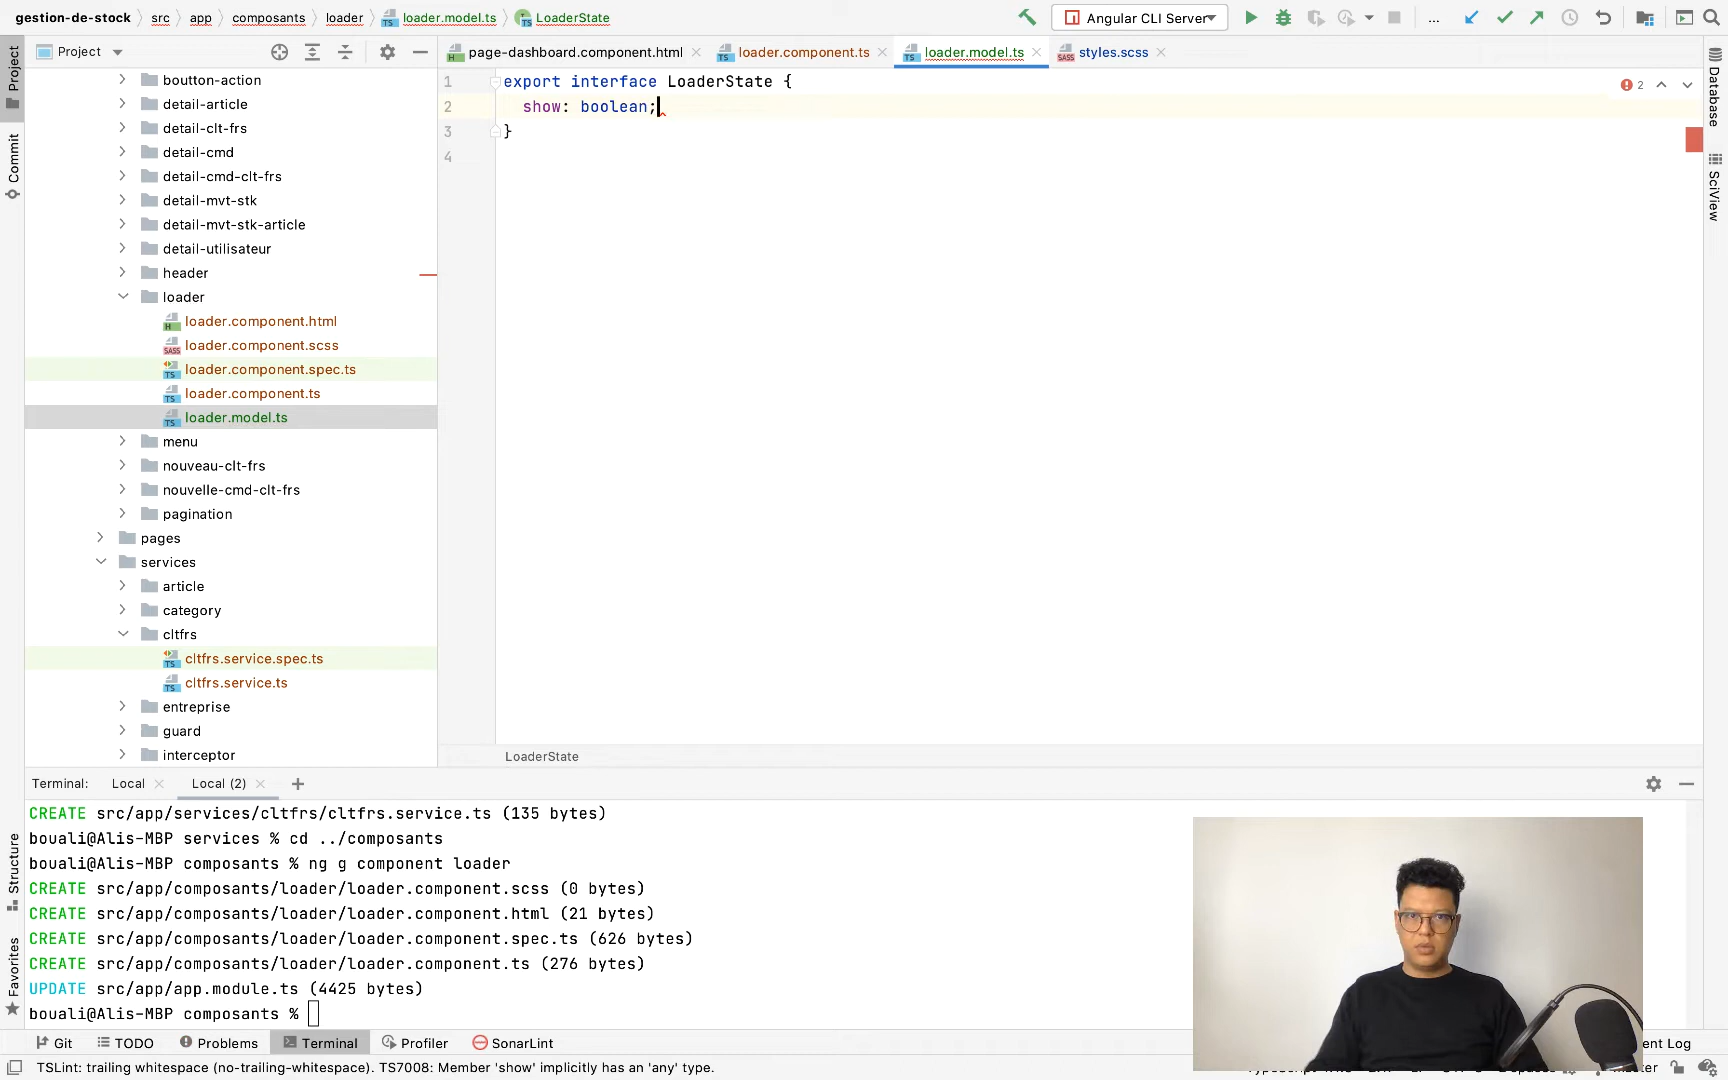 gestion-de-stock src app composants loader loader.model.ts LoaderState
Angular CLI Server
...
Project
page-dashboard.component.html
loader.component.ts
loader.model.ts
styles.scss
Project
Commit
Structure
Favorites
Database
SciView
boutton-action
detail-article
detail-clt-frs
detail-cmd
detail-cmd-clt-frs
detail-mvt-stk
detail-mvt-stk-article
detail-utilisateur
header
loader
loader.component.html
loader.component.scss
loader.component.spec.ts
loader.component.ts
loader.model.ts
menu
nouveau-clt-frs
nouvelle-cmd-clt-frs
pagination
pages
services
article
category
cltfrs
cltfrs.service.spec.ts
cltfrs.service.ts
entreprise
guard
interceptor
1 export interface LoaderState {
2 show: boolean;
3 }
4
2
LoaderState
Terminal: Local Local (2)
CREATE src/app/services/cltfrs/cltfrs.service.ts (135 bytes)
bouali@Alis-MBP services % cd ../composants
bouali@Alis-MBP composants % ng g component loader
CREATE src/app/composants/loader/loader.component.scss (0 bytes)
CREATE src/app/composants/loader/loader.component.html (21 bytes)
CREATE src/app/composants/loader/loader.component.spec.ts (626 bytes)
CREATE src/app/composants/loader/loader.component.ts (276 bytes)
UPDATE src/app/app.module.ts (4425 bytes)
bouali@Alis-MBP composants %
Git TODO Problems Terminal Profiler SonarLint ent Log
TSLint: trailing whitespace (no-trailing-whitespace). TS7008: Member 'show' implicitly has an 'any' type.